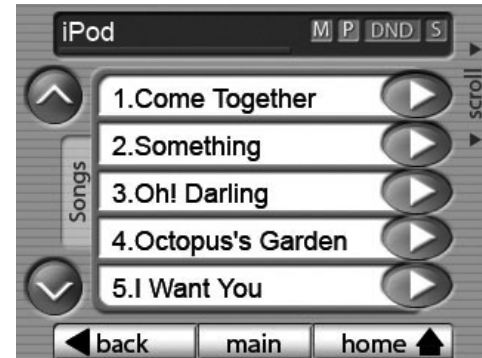 iPod M P DND S
scroll
1.Come Together
2.Something
3.Oh! Darling
4.Octopus's Garden
5.I Want You
Songs
back main home